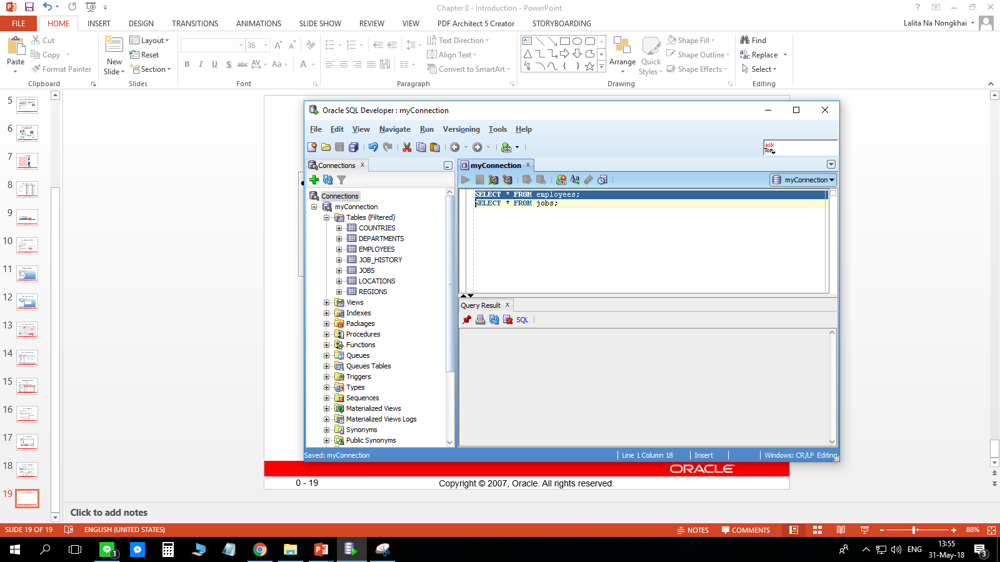 Chapter 0 - Introduction - PowerPoint
FILE HOME INSERT DESIGN TRANSITIONS ANIMATIONS SLIDE SHOW REVIEW VIEW PDF Architect 5 Creator STORYBOARDING
Lalita Na Nongkhai
Paste
Cut
Copy
Format Painter
Clipboard
New
Slide
Layout
Reset
Section
Slides
36
Font
Text Direction
Align Text
Convert to SmartArt
Paragraph
Arrange
Quick
Styles
Shape Fill
Shape Outline
Shape Effects
Drawing
Find
Replace
Select
Editing
5
6
7
8
9
10
11
12
13
14
15
16
17
18
19
Oracle SQL Developer : myConnection
File Edit View Navigate Run Versioning Tools Help
ask
Tom
Connections
myConnection
myConnection
Connections
myConnection
Tables (Filtered)
COUNTRIES
DEPARTMENTS
EMPLOYEES
JOB_HISTORY
JOBS
LOCATIONS
REGIONS
Views
Indexes
Packages
Procedures
Functions
Queues
Queues Tables
Triggers
Types
Sequences
Materialized Views
Materialized Views Logs
Synonyms
Public Synonyms
SELECT * FROM employees;
SELECT * FROM jobs;
Query Result
SQL
Saved: myConnection
Line 1 Column 18
Insert
Windows: CR/LF Editing
ORACLE
0 - 19
Copyright © 2007, Oracle. All rights reserved.
Click to add notes
SLIDE 19 OF 19
ENGLISH (UNITED STATES)
NOTES
COMMENTS
88%
1
ENG
13:55
31-May-18
3